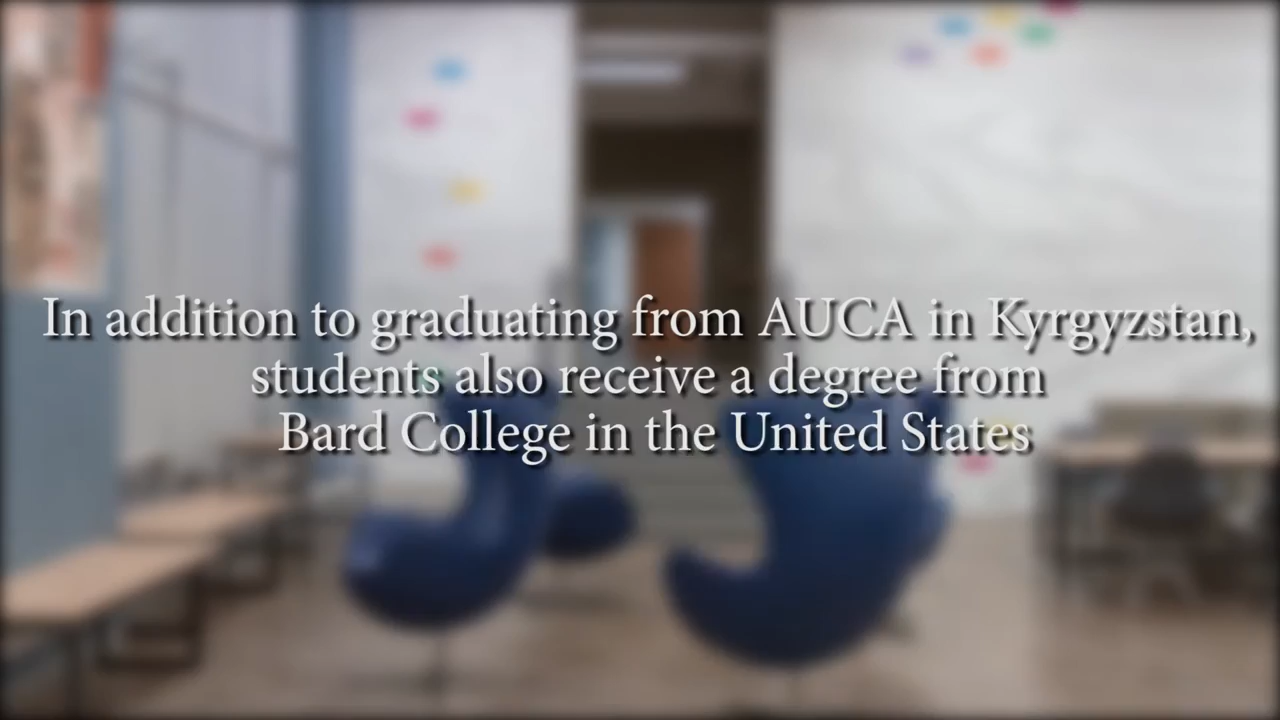 In addition to graduating from AUCA in Kyrgyzstan,
students also receive a degree from
Bard College in the United States